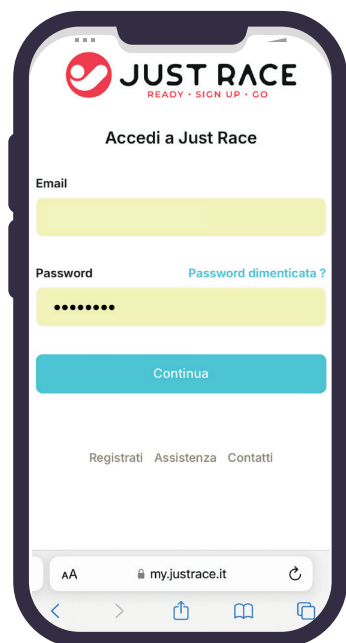 JUST RACE
READY · SIGN UP · GO
Accedi a Just Race
Email
Password Password dimenticata ?
••••••••
Continua
Registrati Assistenza Contatti
AA my.justrace.it